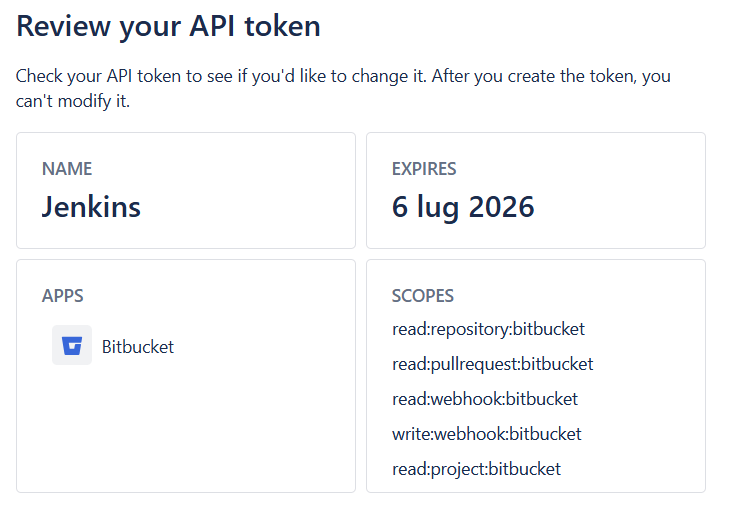 Review your API token
Check your API token to see if you'd like to change it. After you create the token, you
can't modify it.
NAME
Jenkins
EXPIRES
6 lug 2026
APPS
Bitbucket
SCOPES
read:repository:bitbucket
read:pullrequest:bitbucket
read:webhook:bitbucket
write:webhook:bitbucket
read:project:bitbucket